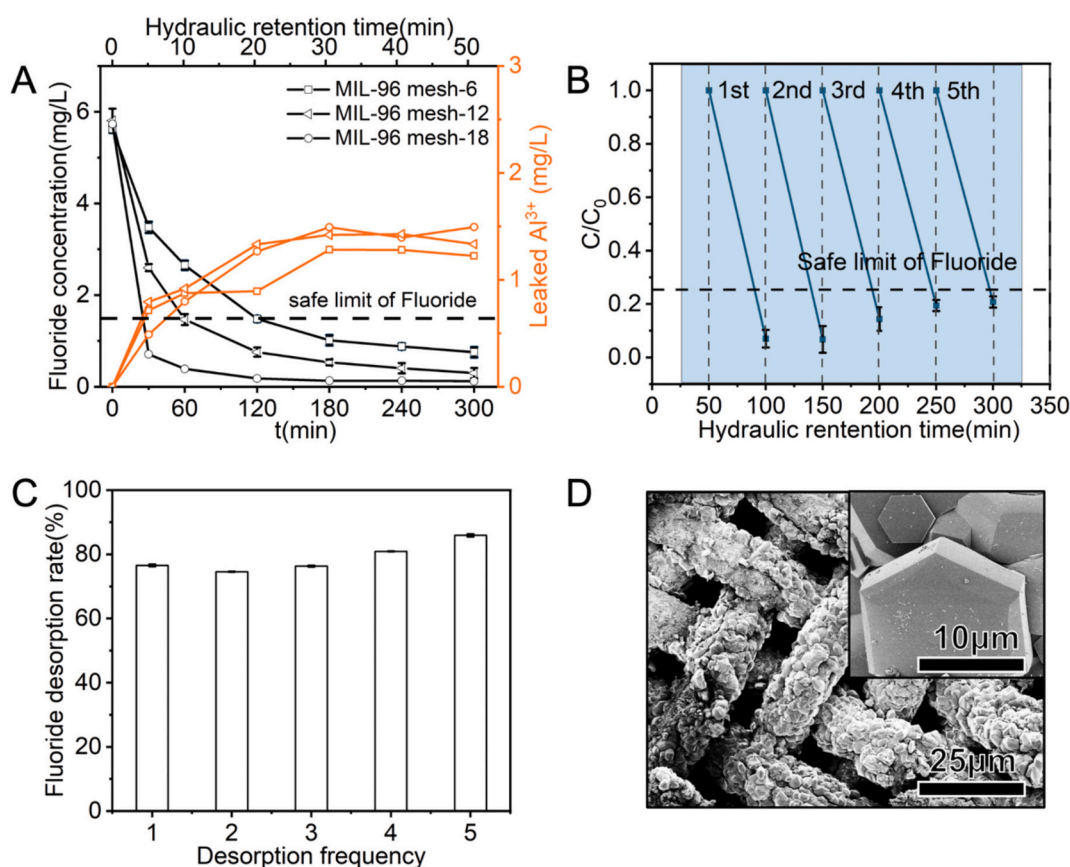 A
Hydraulic retention time(min)
0 10 20 30 40 50
Fluoride concentration(mg/L)
6
4
2
0
MIL-96 mesh-6
MIL-96 mesh-12
MIL-96 mesh-18
safe limit of Fluoride
3
2
1
0
Leaked Al³⁺ (mg/L)
0 60 120 180 240 300
t(min)
B
C/C₀
1.0
0.8
0.6
0.4
0.2
0.0
1st 2nd 3rd 4th 5th
Safe limit of Fluoride
0 50 100 150 200 250 300 350
Hydraulic rentention time(min)
C
Fluoride desorption rate(%)
100
80
60
40
20
0
1 2 3 4 5
Desorption frequency
D
10μm
25μm